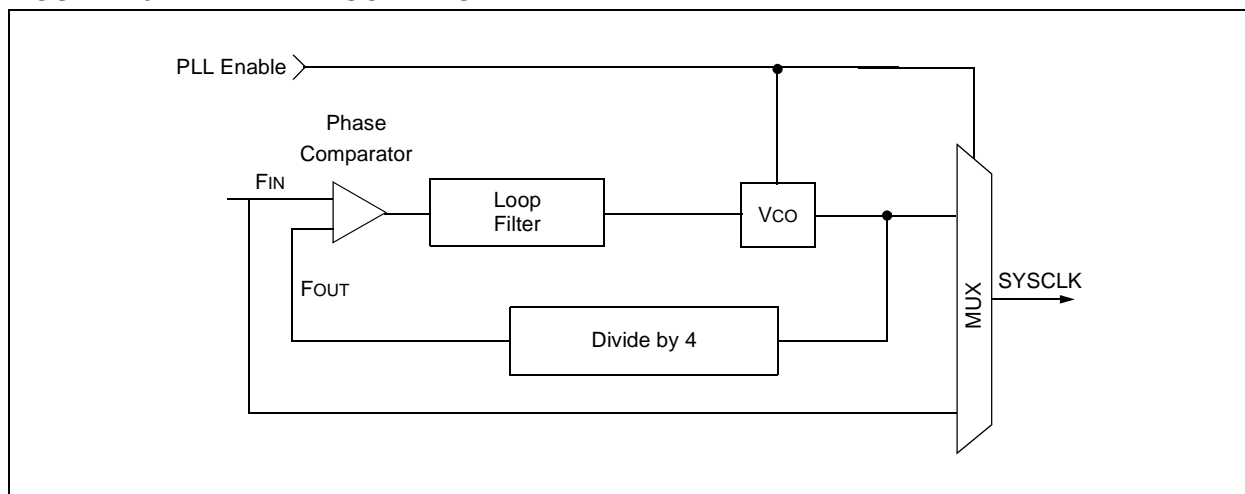 PLL Enable
Phase
Comparator
FIN
Loop
Filter
VCO
FOUT
Divide by 4
MUX
SYSCLK